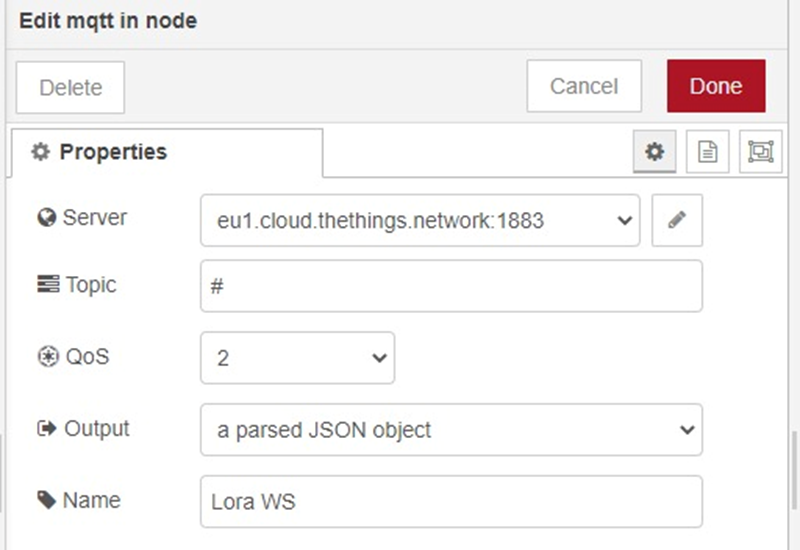 Edit mqtt in node
Delete
Cancel
Done
Properties
Server
eu1.cloud.thethings.network:1883
Topic
#
QoS
2
Output
a parsed JSON object
Name
Lora WS